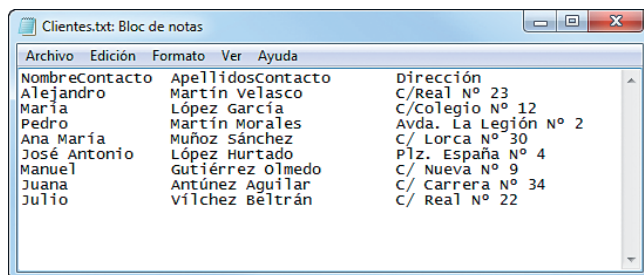 Clientes.txt: Bloc de notas
Archivo Edición Formato Ver Ayuda
NombreContacto ApellidosContacto Dirección
Alejandro Martín Velasco C/Real Nº 23
María López García C/Colegio Nº 12
Pedro Martín Morales Avda. La Legión Nº 2
Ana María Muñoz Sánchez C/ Lorca Nº 30
José Antonio López Hurtado Plz. España Nº 4
Manuel Gutiérrez Olmedo C/ Nueva Nº 9
Juana Antúnez Aguilar C/ Carrera Nº 34
Julio Vílchez Beltrán C/ Real Nº 22